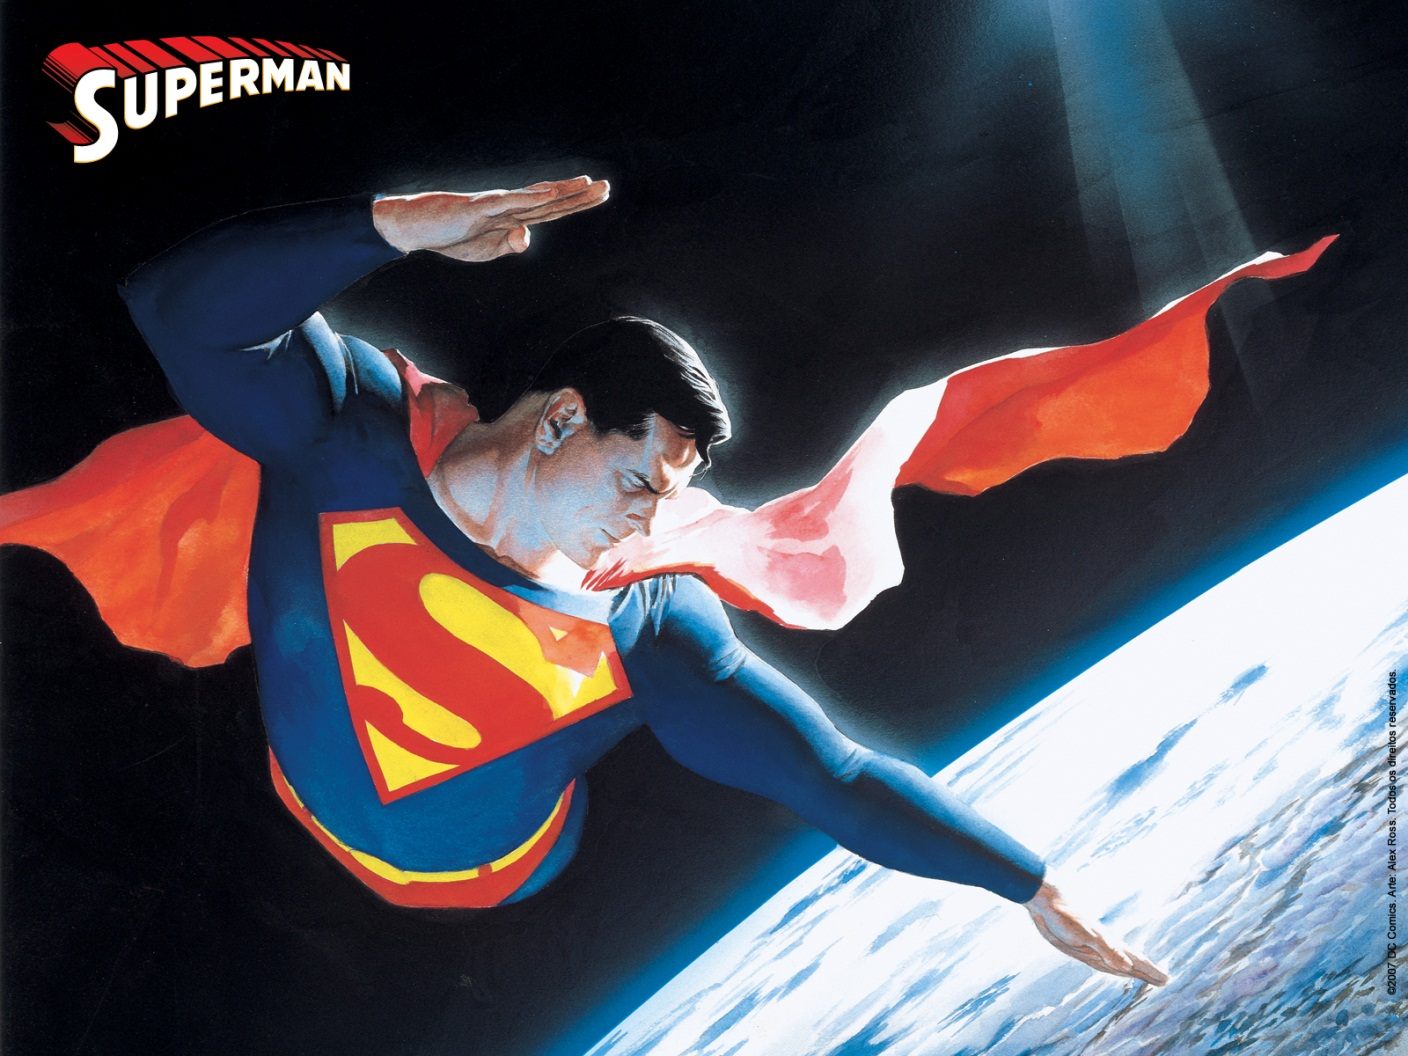 SUPERMAN
S
©2007 DC Comics. Arte: Alex Ross. Todos os direitos reservados.